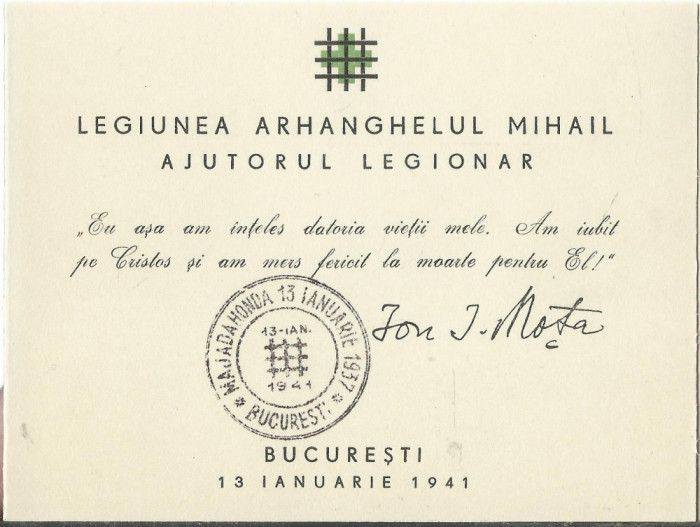 LEGIUNEA ARHANGHELUL MIHAIL
AJUTORUL LEGIONAR
„Eu așa am înțeles datoria vieții mele. Am iubit
pe Cristos și am mers fericit la moarte pentru El!“
Ion I. Moța
MAJADAHONDA 13 IANUARIE 1937
13-IAN.
1941
* BUCUREȘTI *
BUCUREȘTI
13 IANUARIE 1941